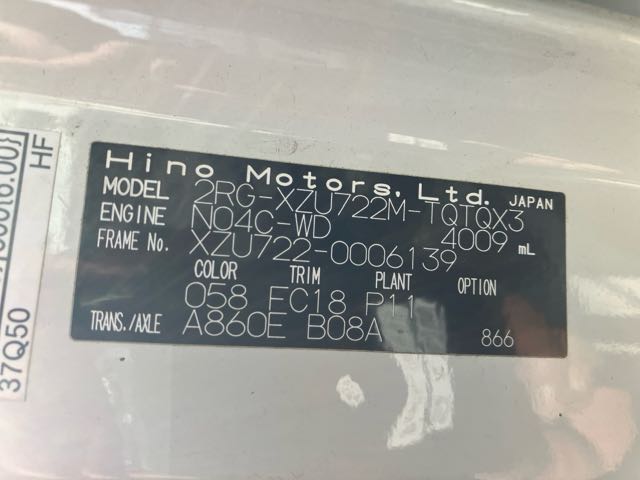 Hino Motors, Ltd. JAPAN
MODEL 2RG-XZU722M-TQTQX3
ENGINE N04C-WD 4009 mL
FRAME No. XZU722-0006139
COLOR TRIM PLANT OPTION
058 FC18 P11
TRANS./AXLE A860E B08A 866
HF
37Q50